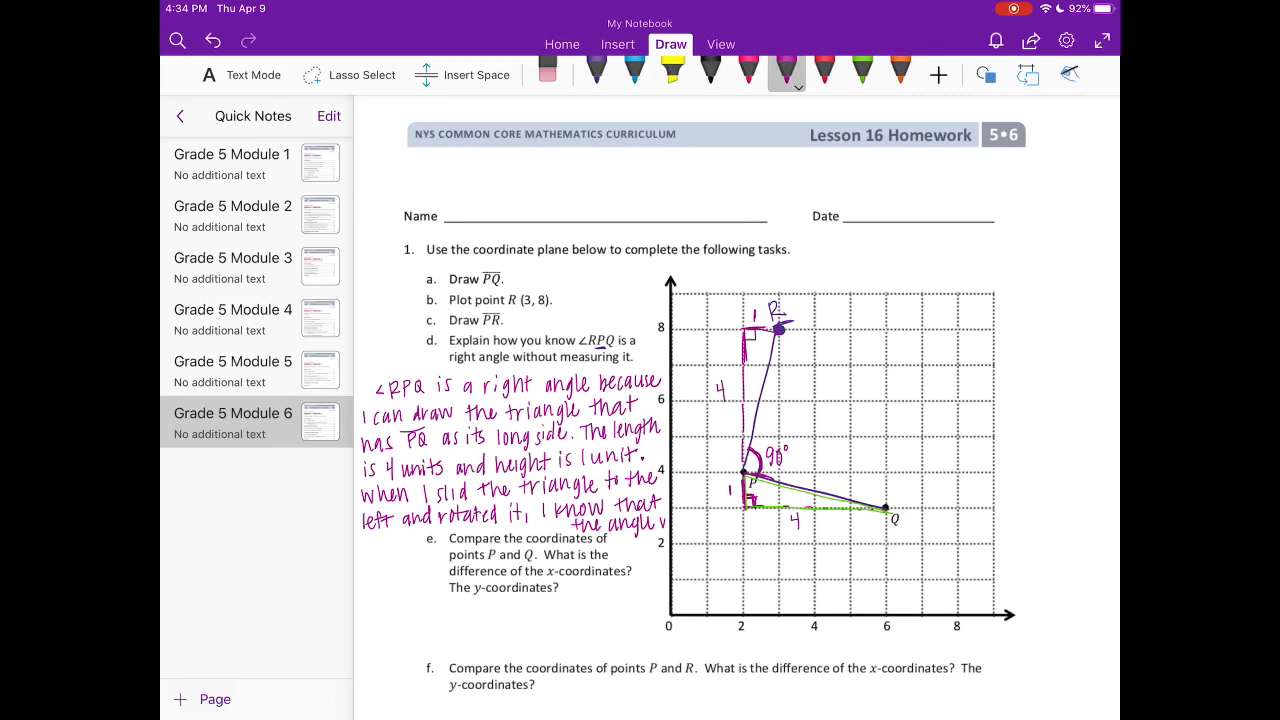 4:34 PM Thu Apr 9
92%
My Notebook
Home Insert Draw View
Text Mode Lasso Select Insert Space
Quick Notes Edit
Grade 5 Module 1
No additional text
Grade 5 Module 2
No additional text
Grade 5 Module 3
No additional text
Grade 5 Module 4
No additional text
Grade 5 Module 5
No additional text
Grade 5 Module 6
No additional text
Page
NYS COMMON CORE MATHEMATICS CURRICULUM Lesson 16 Homework 5•6
Name Date
1. Use the coordinate plane below to complete the following tasks.
a. Draw PQ.
b. Plot point R (3, 8).
c. Draw PR.
d. Explain how you know ∠RPQ is a
right angle without measuring it.
∠RPQ is a right angle because
I can draw the triangle that
has PQ as its long side. The length
is 4 units and height is 1 unit.
When I slid the triangle to the
left and rotated it, I know that
the angle
e. Compare the coordinates of
points P and Q. What is the
difference of the x-coordinates?
The y-coordinates?
8
6
4
2
0 2 4 6 8
R
1
4
90°
P
1
4
Q
f. Compare the coordinates of points P and R. What is the difference of the x-coordinates? The
y-coordinates?